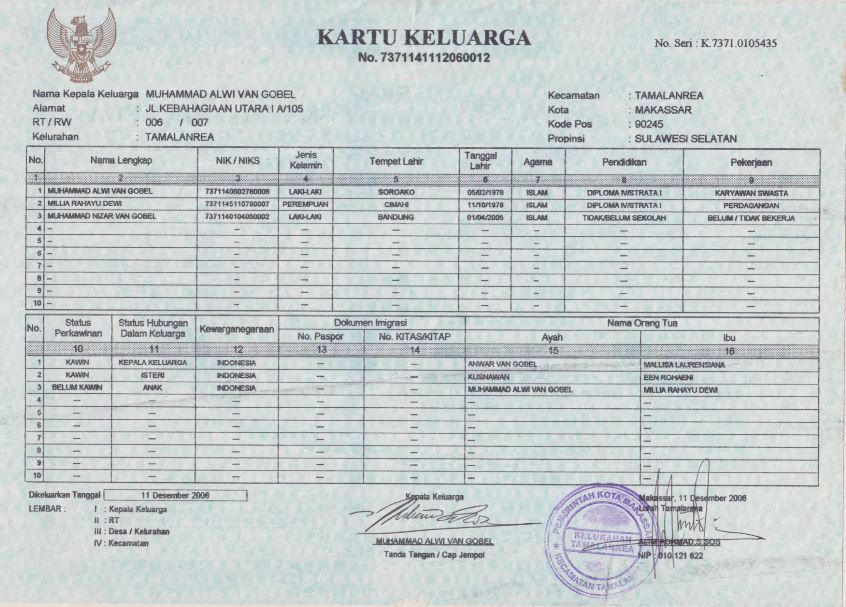 KARTU KELUARGA
No. 7371141112060012
No. Seri : K.7371.0105435
Nama Kepala Keluarga MUHAMMAD ALWI VAN GOBEL
Alamat : JL.KEBAHAGIAAN UTARA I A/105
RT / RW : 006 / 007
Kelurahan : TAMALANREA
Kecamatan : TAMALANREA
Kota : MAKASSAR
Kode Pos : 90245
Propinsi : SULAWESI SELATAN
No. Nama Lengkap NIK / NIKS Jenis Kelamin Tempat Lahir Tanggal Lahir Agama Pendidikan Pekerjaan
1 2 3 4 5 6 7 8 9
1 MUHAMMAD ALWI VAN GOBEL 7371140502780008 LAKI-LAKI SOROAKO 05/02/1978 ISLAM DIPLOMA IV/STRATA I KARYAWAN SWASTA
2 MILLIA RAHAYU DEWI 7371145110780007 PEREMPUAN CIMAHI 11/10/1978 ISLAM DIPLOMA IV/STRATA I PERDAGANGAN
3 MUHAMMAD NIZAR VAN GOBEL 7371140104050002 LAKI-LAKI BANDUNG 01/04/2005 ISLAM TIDAK/BELUM SEKOLAH BELUM / TIDAK BEKERJA
4 -- -- -- -- -- -- -- --
5 -- -- -- -- -- -- -- --
6 -- -- -- -- -- -- -- --
7 -- -- -- -- -- -- -- --
8 -- -- -- -- -- -- -- --
9 -- -- -- -- -- -- -- --
10 -- -- -- -- -- -- -- --
No. Status Perkawinan Status Hubungan Dalam Keluarga Kewarganegaraan Dokumen Imigrasi Nama Orang Tua
No. Paspor No. KITAS/KITAP Ayah Ibu
10 11 12 13 14 15 16
1 KAWIN KEPALA KELUARGA INDONESIA -- -- ANWAR VAN GOBEL MALLISA LAURENSIANA
2 KAWIN ISTERI INDONESIA -- -- KUSNAWAN EEN ROHAENI
3 BELUM KAWIN ANAK INDONESIA -- -- MUHAMMAD ALWI VAN GOBEL MILLIA RAHAYU DEWI
4 -- -- -- -- -- -- --
5 -- -- -- -- -- -- --
6 -- -- -- -- -- -- --
7 -- -- -- -- -- -- --
8 -- -- -- -- -- -- --
9 -- -- -- -- -- -- --
10 -- -- -- -- -- -- --
Dikeluarkan Tanggal 11 Desember 2006
LEMBAR : I : Kepala Keluarga
II : RT
III : Desa / Kelurahan
IV : Kecamatan
Kepala Keluarga
MUHAMMAD ALWI VAN GOBEL
Tanda Tangan / Cap Jempol
Makassar, 11 Desember 2006
Lurah Tamalanrea
S,SOS
NIP : 010 121 622
PEMERINTAH KOTA MAKASSAR
KELURAHAN
TAMALANREA
KECAMATAN TAMALANREA